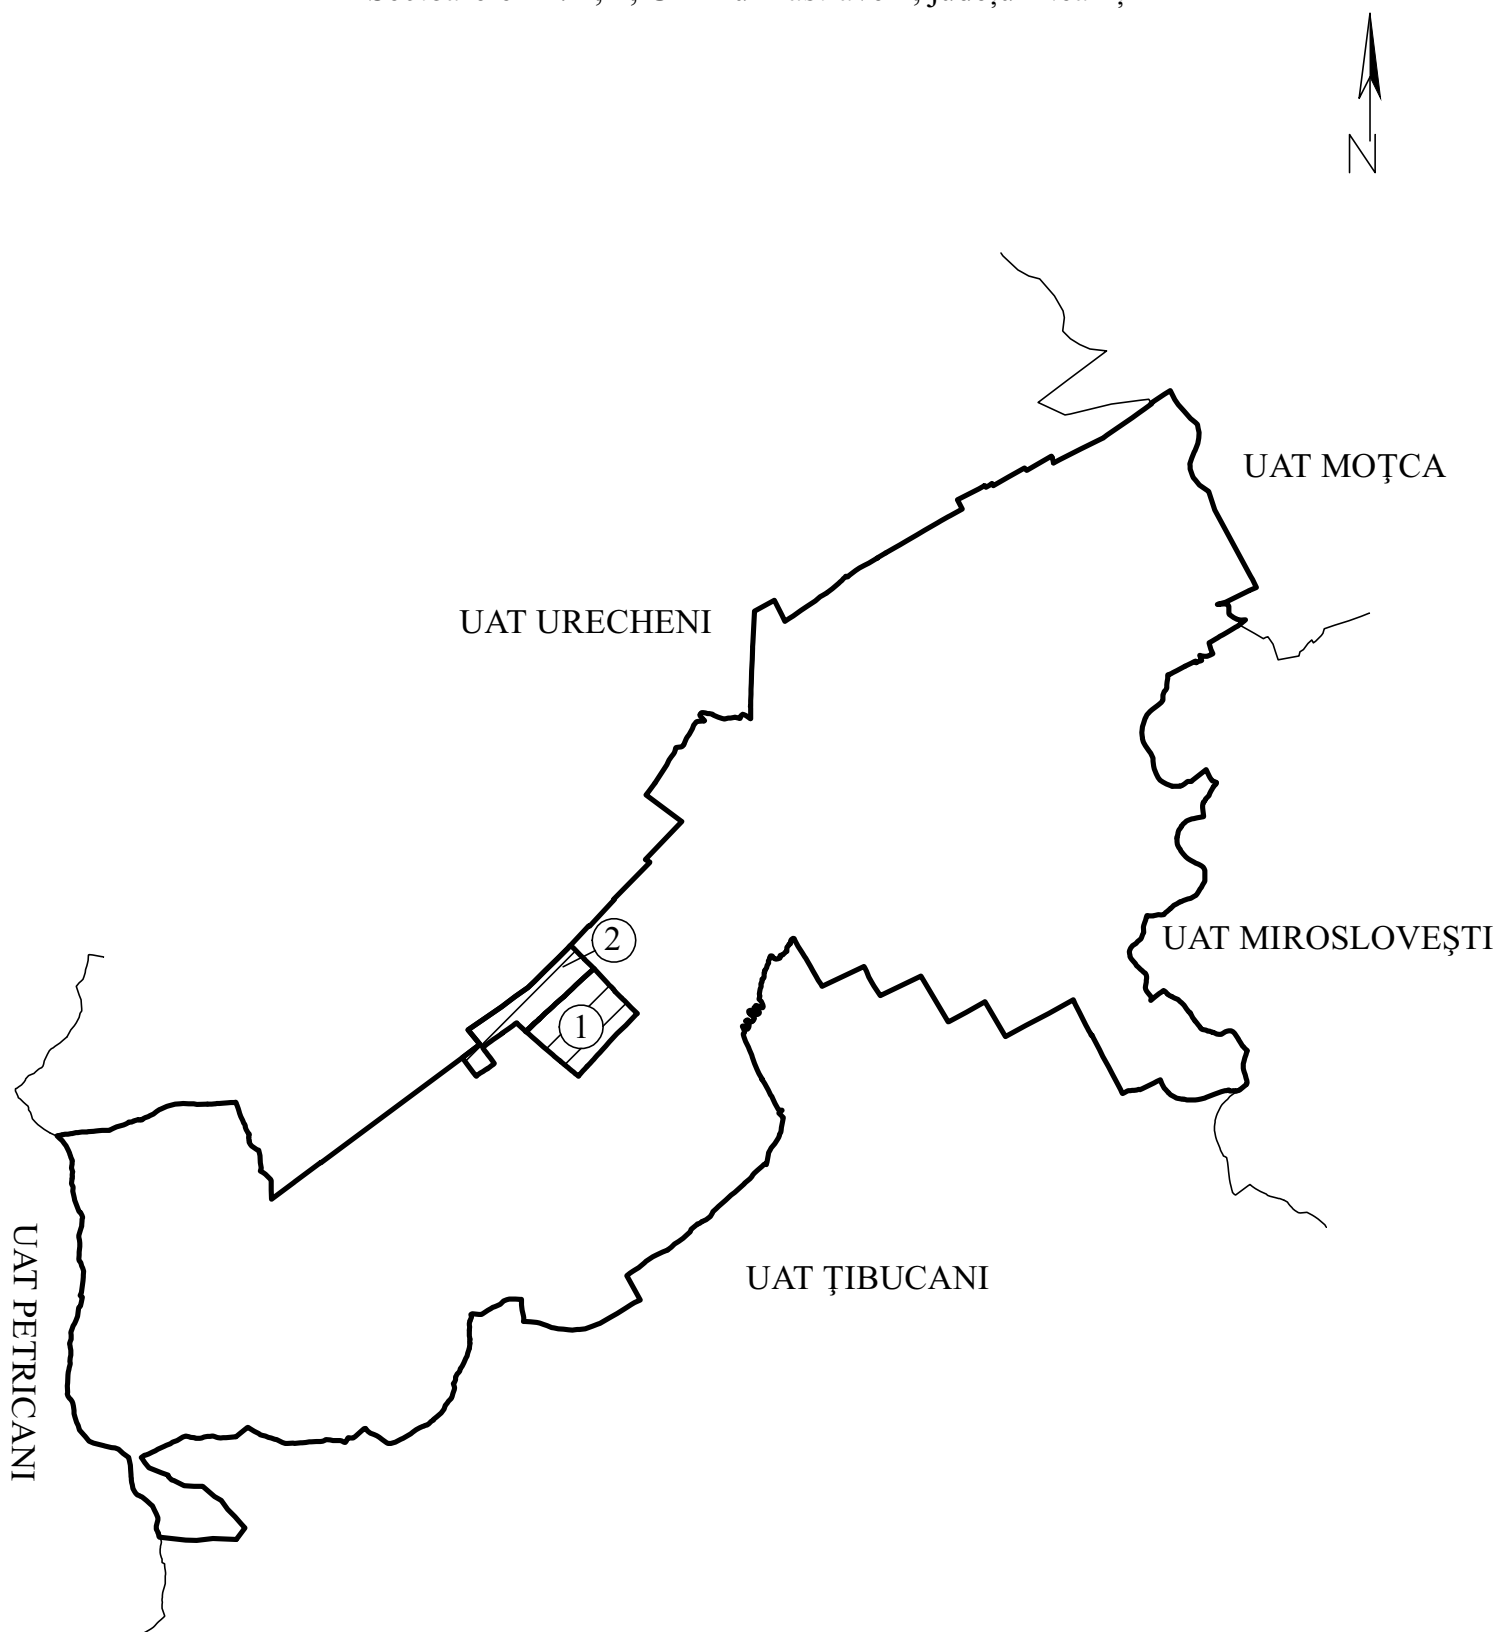 N
UAT MOŢCA
UAT URECHENI
2
UAT MIROSLOVEŞTI
1
UAT ŢIBUCANI
UAT PETRICANI